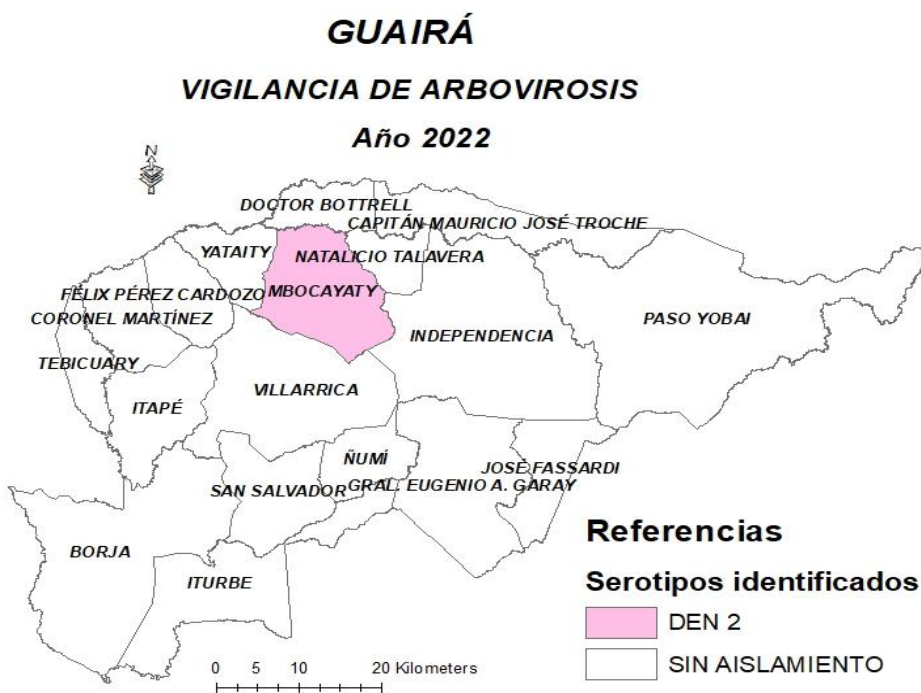 GUAIRÁ
VIGILANCIA DE ARBOVIROSIS
Año 2022
N
DOCTOR BOTTRELL
CAPITÁN MAURICIO JOSÉ TROCHE
YATAITY
NATALICIO TALAVERA
FÉLIX PÉREZ CARDOZO
MBOCAYATY
CORONEL MARTÍNEZ
INDEPENDENCIA
PASO YOBAI
TEBICUARY
ITAPÉ
VILLARRICA
ÑUMÍ
JOSÉ FASSARDI
SAN SALVADOR
GRAL. EUGENIO A. GARAY
BORJA
ITURBE
Referencias
Serotipos identificados
DEN 2
SIN AISLAMIENTO
0 5 10 20 Kilometers